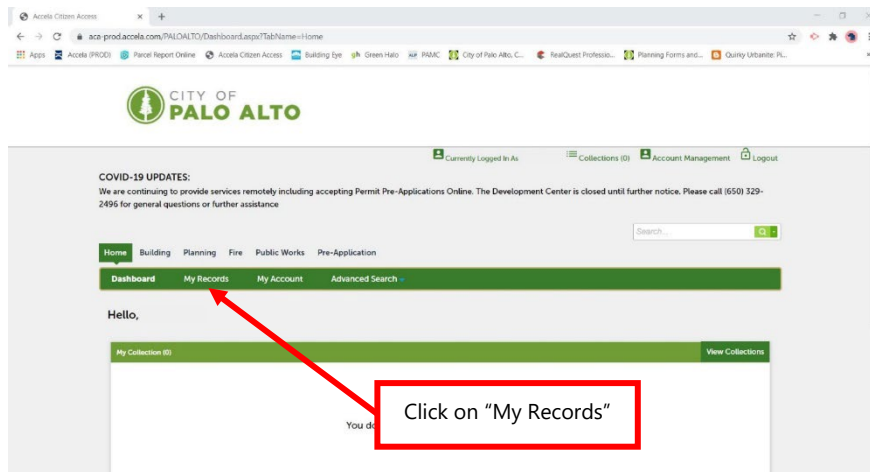 Accela Citizen Access
aca-prod.accela.com/PALOALTO/Dashboard.aspx?TabName=Home
Apps Accela (PROD) Parcel Report Online Accela Citizen Access Building Eye Green Halo PAMC City of Palo Alto, C... RealQuest Professio... Planning Forms and... Quirky Urbanite: Pi...
CITY OF
PALO ALTO
Currently Logged In As Collections (0) Account Management Logout
COVID-19 UPDATES:
We are continuing to provide services remotely including accepting Permit Pre-Applications Online. The Development Center is closed until further notice. Please call (650) 329-
2496 for general questions or further assistance
Search...
Home Building Planning Fire Public Works Pre-Application
Dashboard My Records My Account Advanced Search
Hello,
My Collection (0) View Collections
Click on “My Records”
You do